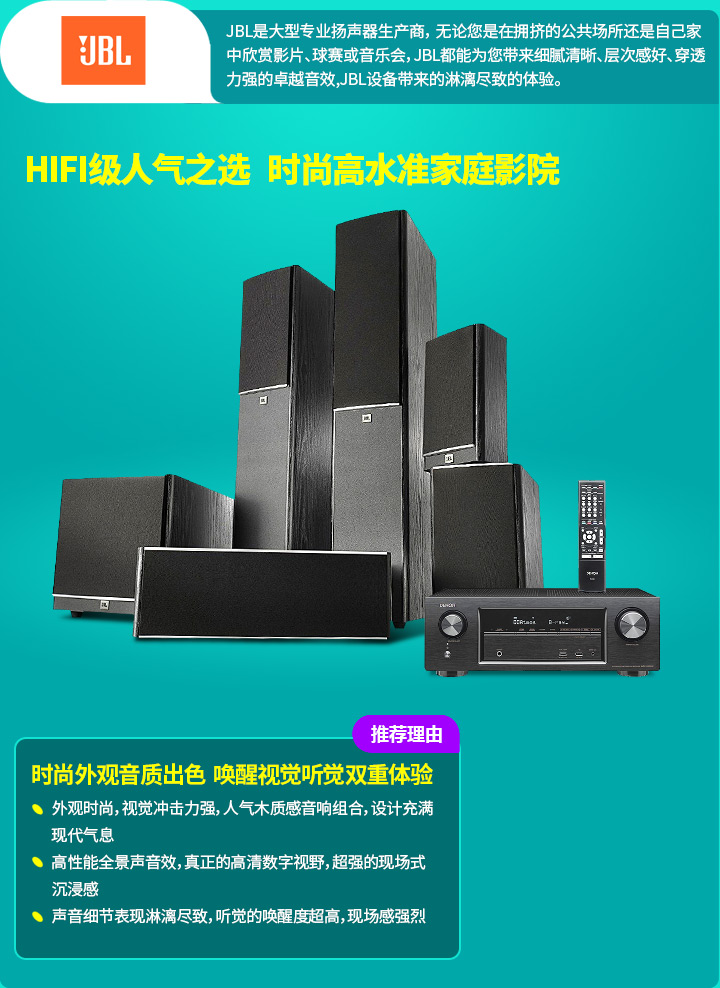 JBL
JBL是大型专业扬声器生产商，无论您是在拥挤的公共场所还是自己家
中欣赏影片、球赛或音乐会，JBL都能为您带来细腻清晰、层次感好、穿透
力强的卓越音效,JBL设备带来的淋漓尽致的体验。
HIFI级人气之选 时尚高水准家庭影院
JBL
JBL
JBL
JBL
DENON
DENON
推荐理由
时尚外观音质出色 唤醒视觉听觉双重体验
外观时尚，视觉冲击力强，人气木质感音响组合，设计充满
现代气息
高性能全景声音效，真正的高清数字视野，超强的现场式
沉浸感
声音细节表现淋漓尽致，听觉的唤醒度超高，现场感强烈